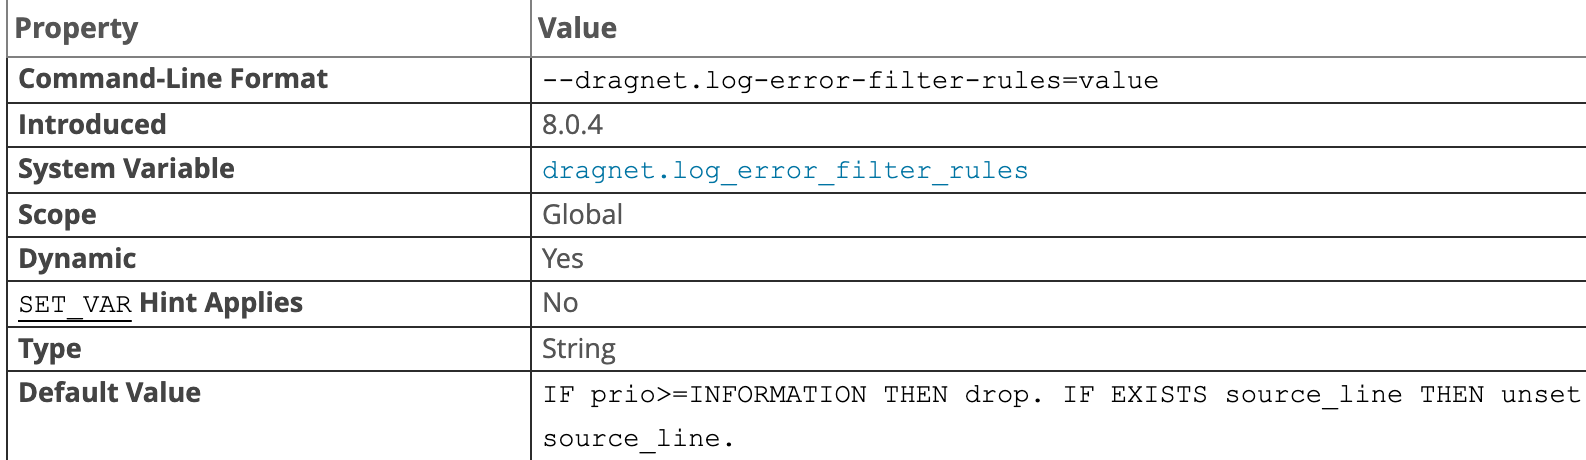 Property Value
Command-Line Format --dragnet.log-error-filter-rules=value
Introduced 8.0.4
System Variable dragnet.log_error_filter_rules
Scope Global
Dynamic Yes
SET_VAR Hint Applies No
Type String
Default Value IF prio>=INFORMATION THEN drop. IF EXISTS source_line THEN unset
source_line.